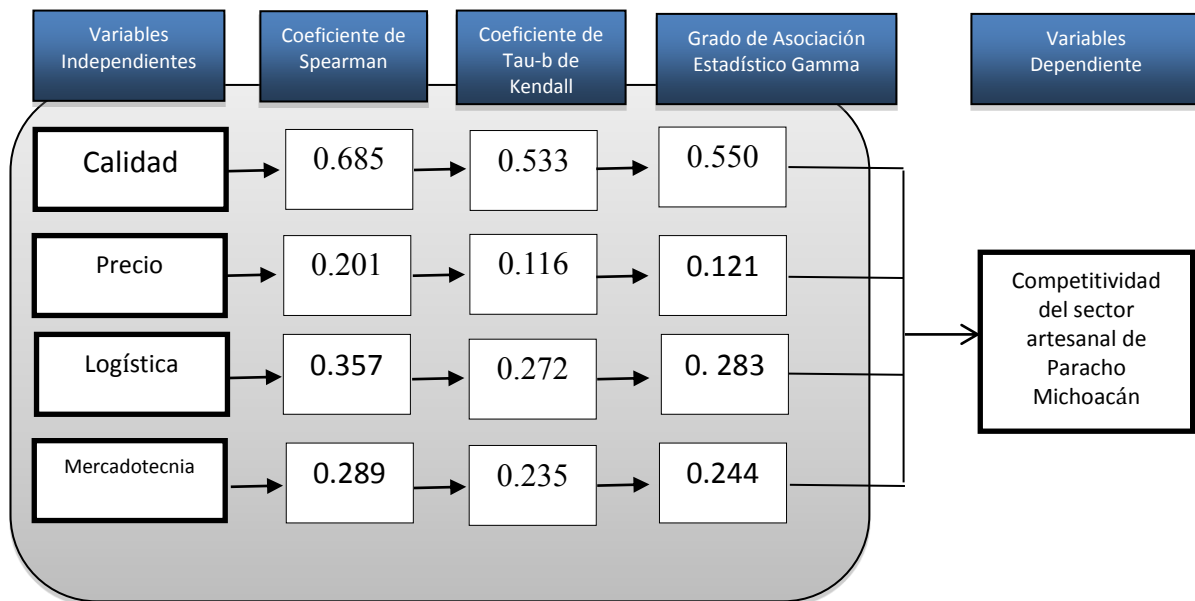 Variables
Independientes
Coeficiente de
Spearman
Coeficiente de
Tau-b de
Kendall
Grado de Asociación
Estadístico Gamma
Variables
Dependiente
Calidad
0.685
0.533
0.550
Precio
0.201
0.116
0.121
Logística
0.357
0.272
0. 283
Mercadotecnia
0.289
0.235
0.244
Competitividad
del sector
artesanal de
Paracho
Michoacán